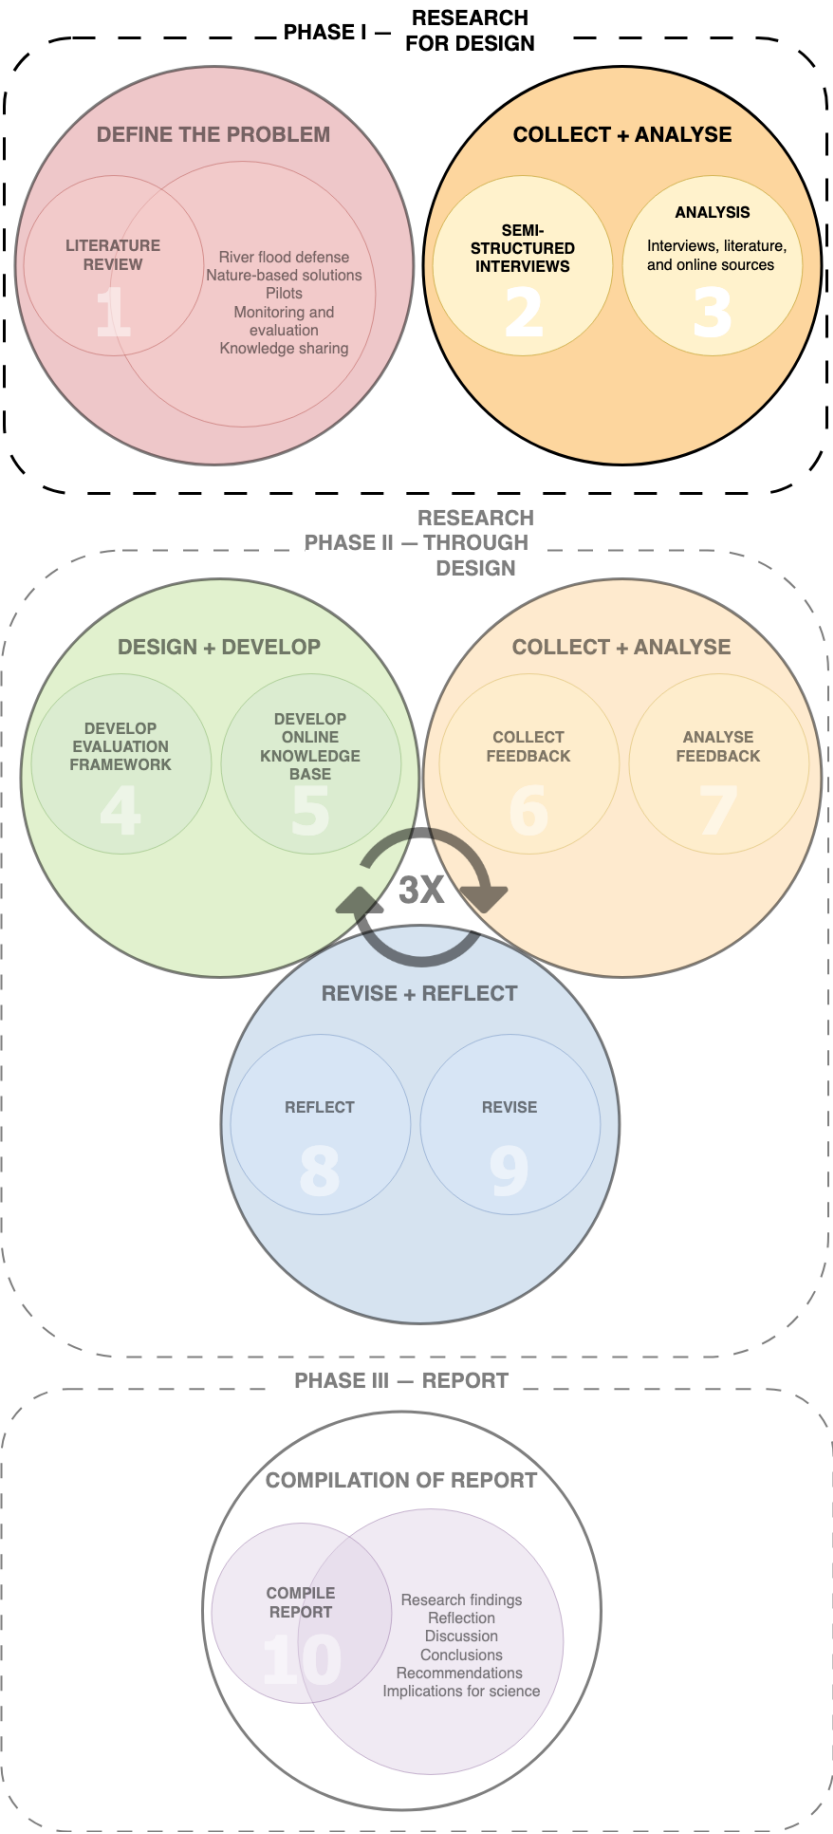 PHASE I — RESEARCH
FOR DESIGN
DEFINE THE PROBLEM
LITERATURE
REVIEW
1
River flood defense
Nature-based solutions
Pilots
Monitoring and
evaluation
Knowledge sharing
COLLECT + ANALYSE
SEMI-
STRUCTURED
INTERVIEWS
2
ANALYSIS
Interviews, literature,
and online sources
3
RESEARCH
PHASE II — THROUGH
DESIGN
DESIGN + DEVELOP
DEVELOP
EVALUATION
FRAMEWORK
4
DEVELOP
ONLINE
KNOWLEDGE
BASE
5
COLLECT + ANALYSE
COLLECT
FEEDBACK
6
ANALYSE
FEEDBACK
7
3X
REVISE + REFLECT
REFLECT
8
REVISE
9
PHASE III — REPORT
COMPILATION OF REPORT
COMPILE
REPORT
10
Research findings
Reflection
Discussion
Conclusions
Recommendations
Implications for science